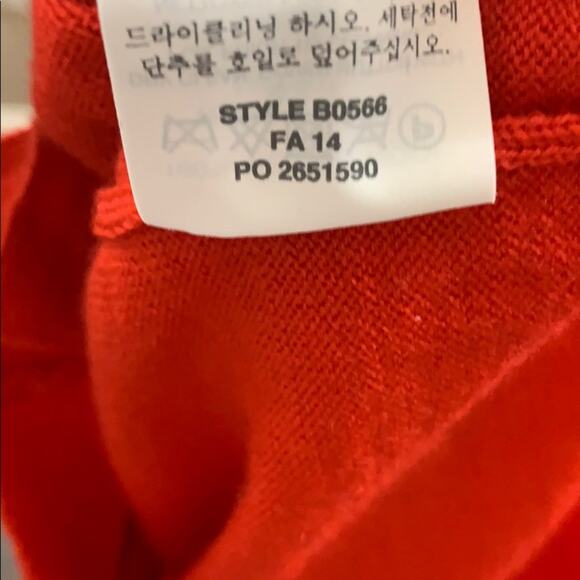 드라이클리닝 하시오. 세탁전에
단추를 호일로 덮어주십시오.
STYLE B0566
FA 14
PO 2651590